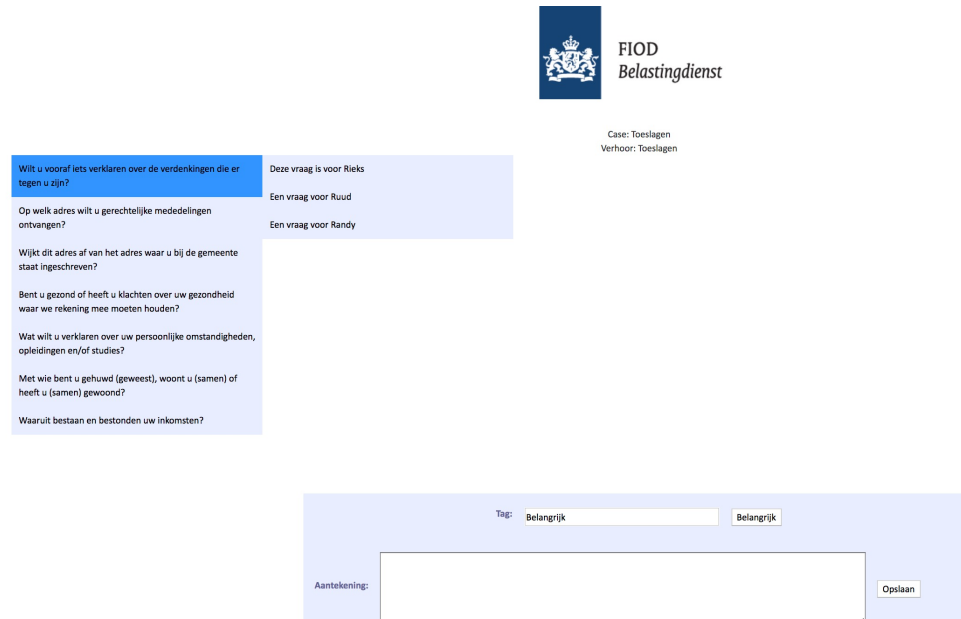 FIOD
Belastingdienst
Case: Toeslagen
Verhoor: Toeslagen
Wilt u vooraf iets verklaren over de verdenkingen die er
tegen u zijn?
Op welk adres wilt u gerechtelijke mededelingen
ontvangen?
Wijkt dit adres af van het adres waar u bij de gemeente
staat ingeschreven?
Bent u gezond of heeft u klachten over uw gezondheid
waar we rekening mee moeten houden?
Wat wilt u verklaren over uw persoonlijke omstandigheden,
opleidingen en/of studies?
Met wie bent u gehuwd (geweest), woont u (samen) of
heeft u (samen) gewoond?
Waaruit bestaan en bestonden uw inkomsten?
Deze vraag is voor Rieks
Een vraag voor Ruud
Een vraag voor Randy
Tag: Belangrijk Belangrijk
Aantekening: Opslaan